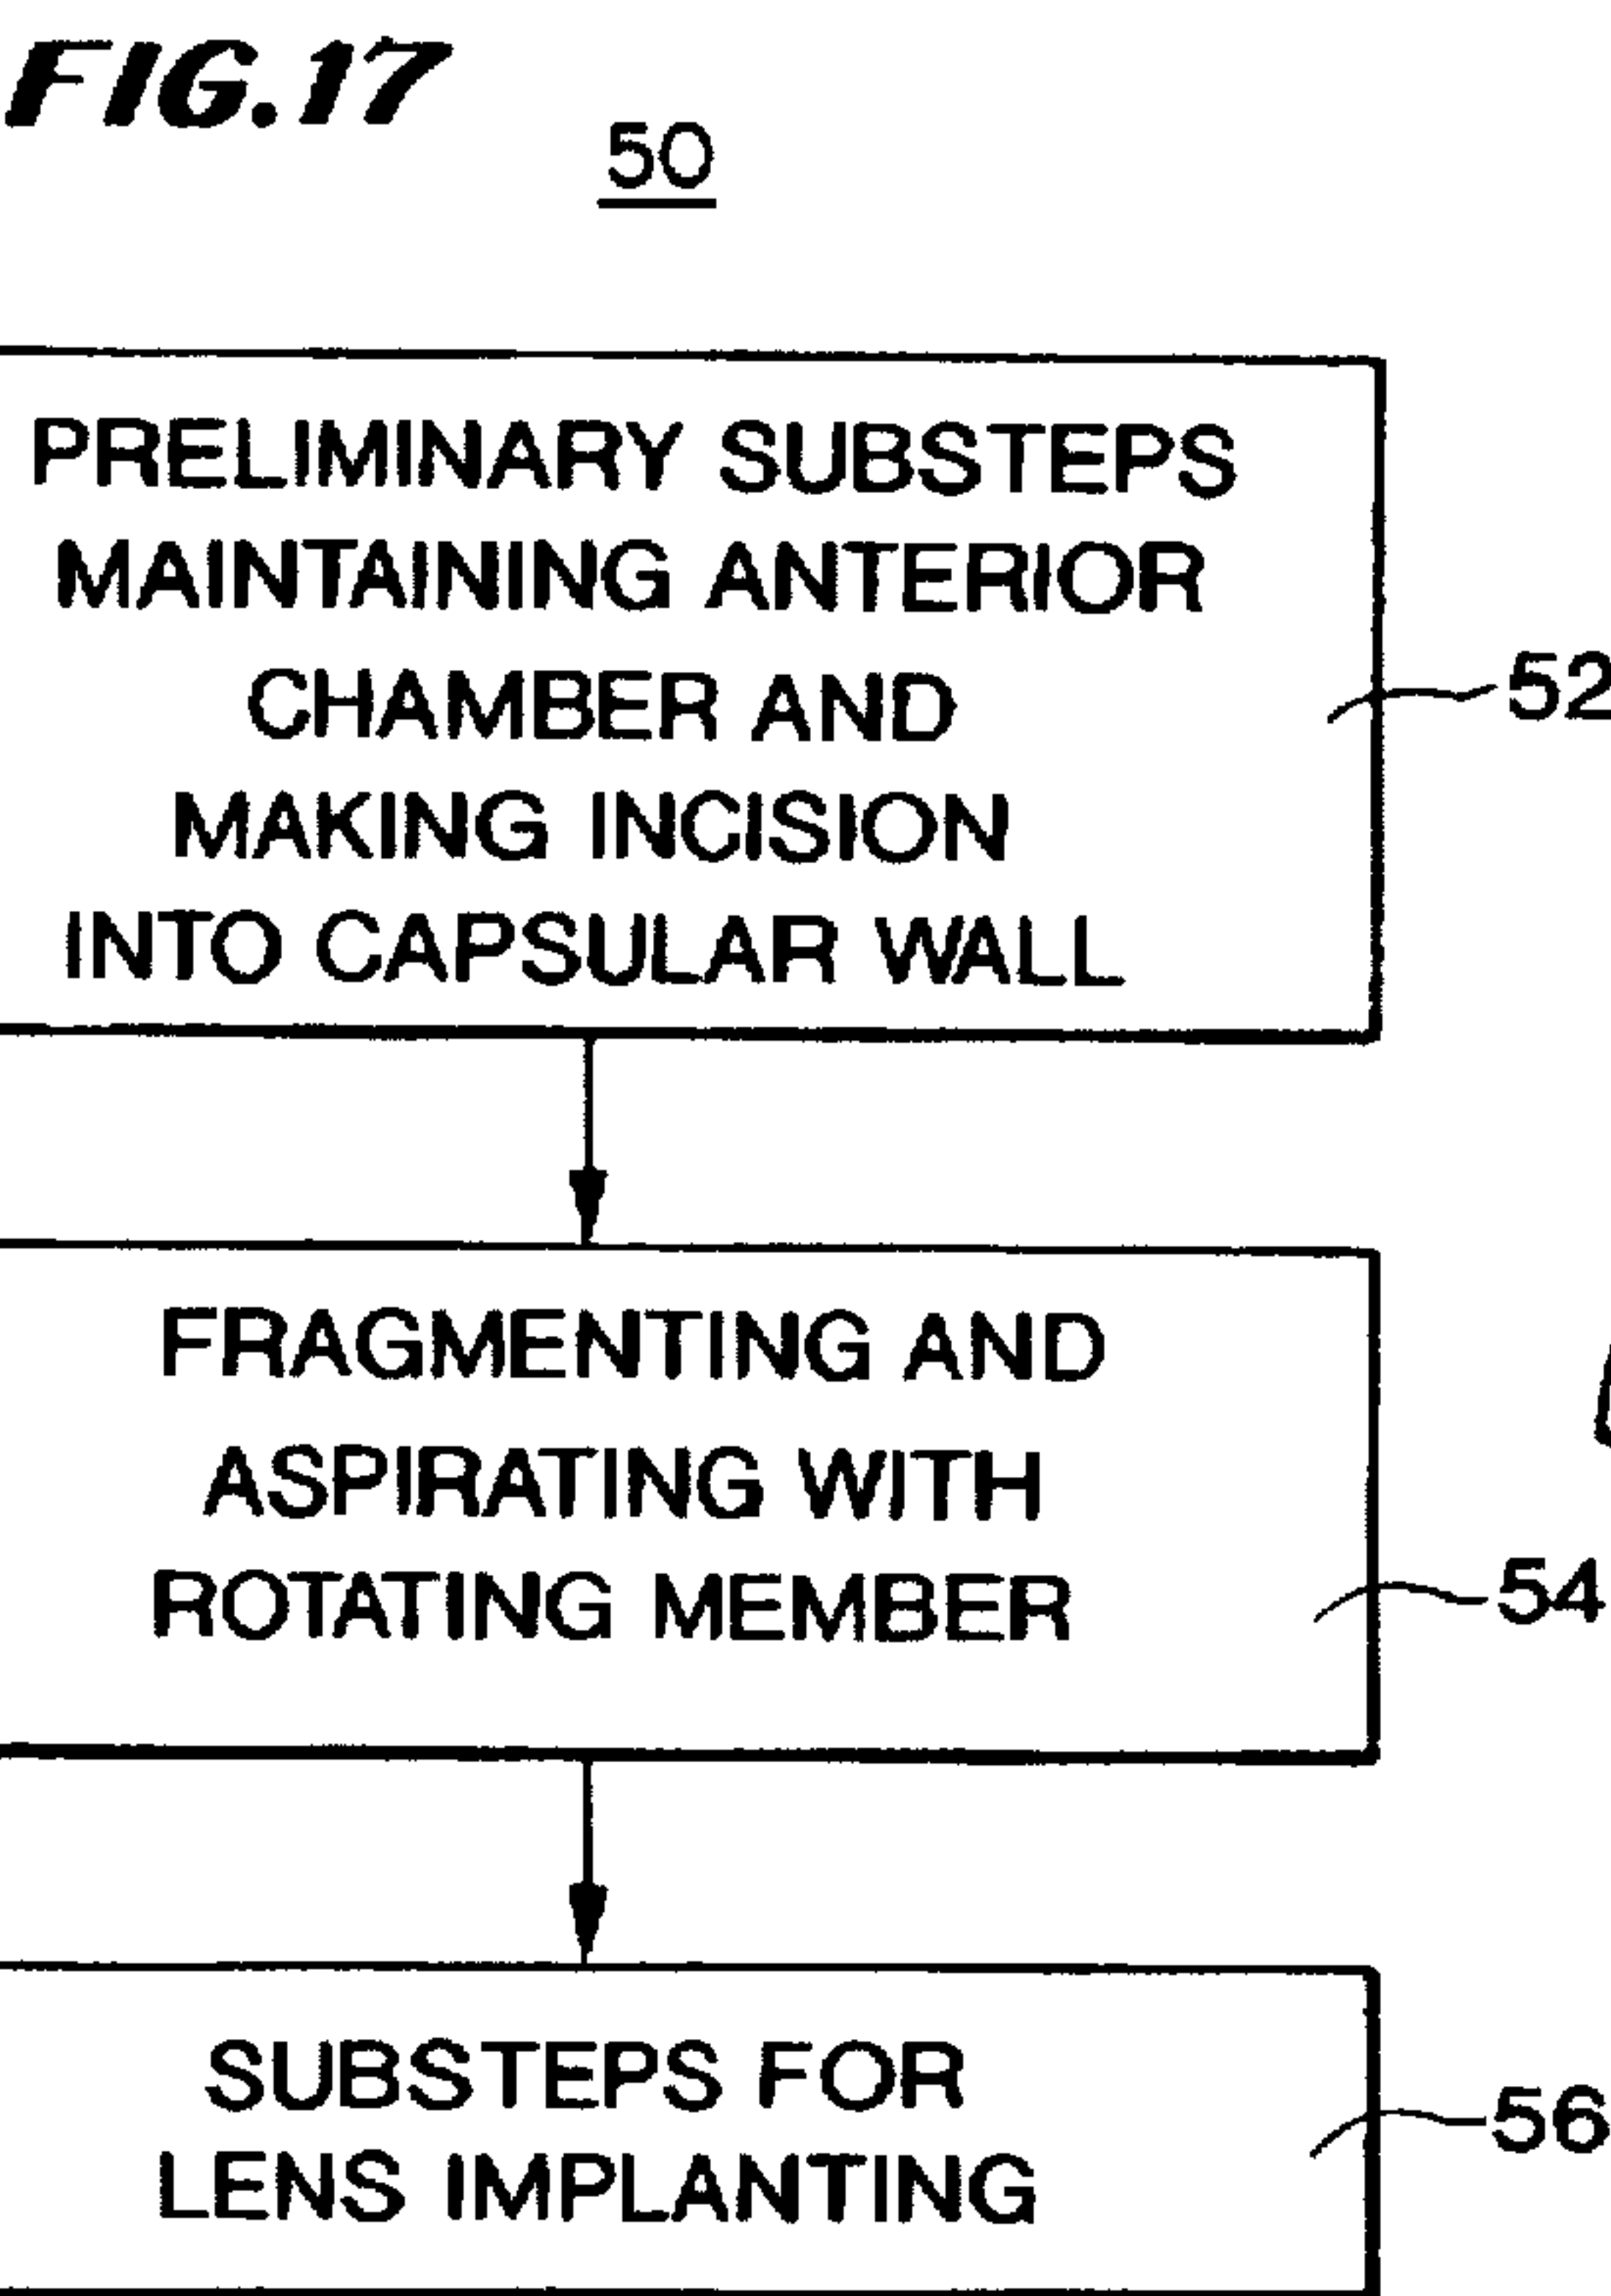 FIG.17
50
PRELIMINARY SUBSTEPS
MAINTAINING ANTERIOR
CHAMBER AND
MAKING INCISION
INTO CAPSULAR WALL
52
FRAGMENTING AND
ASPIRATING WITH
ROTATING MEMBER
54
SUBSTEPS FOR
LENS IMPLANTING
56